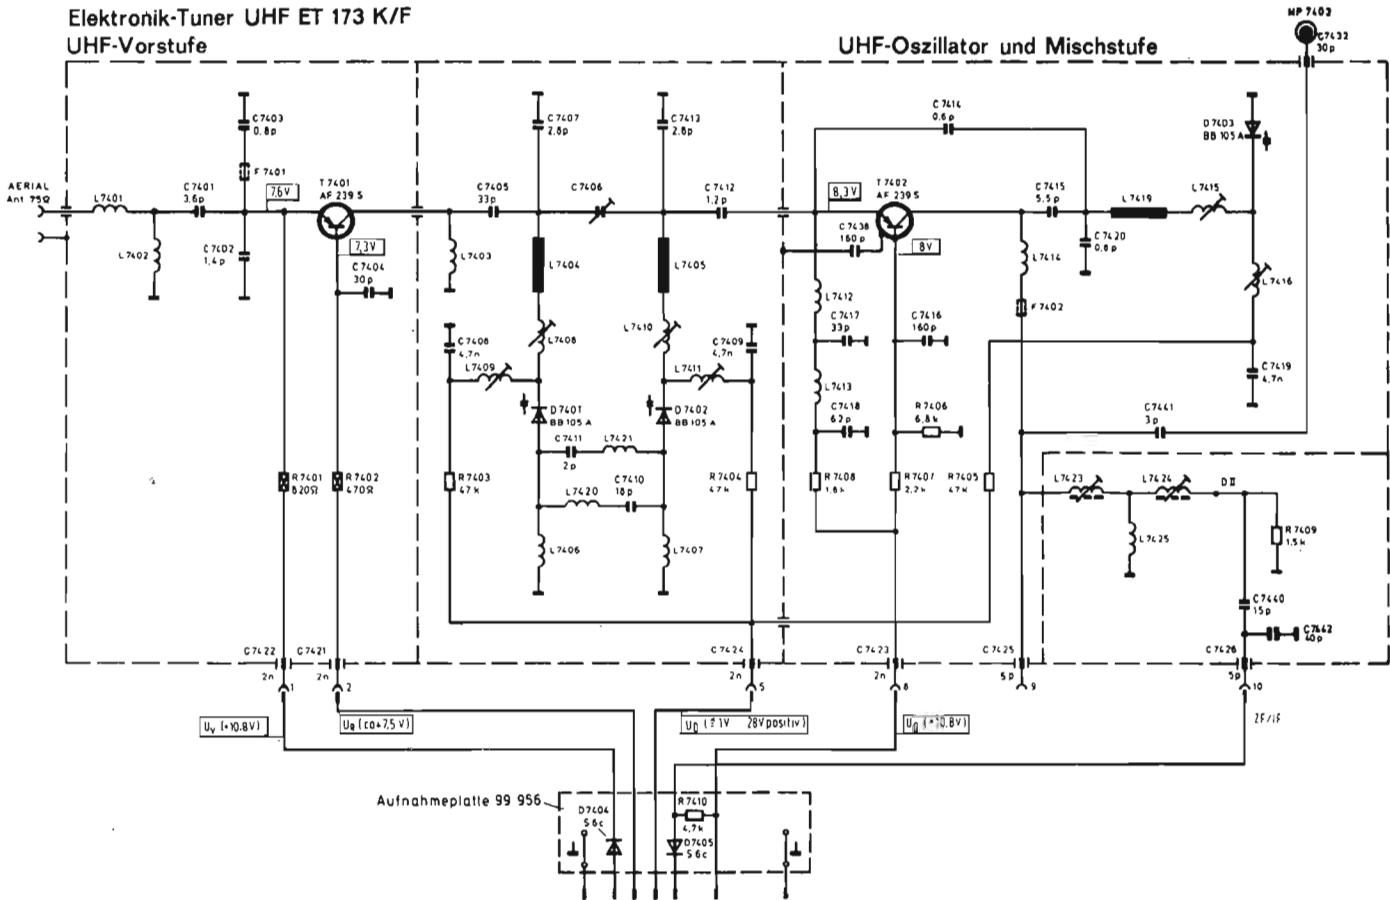 Elektronik-Tuner UHF ET 173 K/F
UHF-Vorstufe
UHF-Oszillator und Mischstufe
MP 7403
C7432
30p
C7403
0,8p
F 7401
AERIAL
Ant. 75Ω
L7401
C7401
3,6p
7,6V
T 7401
AF 239 S
L7402
C7402
1,4p
7,3V
C7404
30p
C7407
2,8p
C7413
2,8p
C7405
33p
C7406
C7412
1,2p
L7403
L7404
L7405
L7408
L7410
C7408
4,7n
L7409
L7411
C7409
4,7n
D7401
BB 105 A
D7402
BB 105 A
C7411
2p
L7421
L7420
C7410
18p
L7406
L7407
R7401
820Ω
R7402
470Ω
R7403
47k
R7404
47k
C7414
0,6p
8,3V
T 7402
AF 239 S
C7438
160p
8V
C7415
5,5p
L7419
L7415
D7403
BB 105 A
L7414
C7420
0,8p
L7416
F7402
L7412
C7417
33p
C7416
160p
L7413
C7418
62p
R7406
6,8k
C7419
4,7n
C7441
3p
R7408
1,8k
R7407
2,2k
R7405
47k
L7423
L7424
D II
L7425
R7409
1,5k
C7440
15p
C7442
40p
C7422
2n
C7421
2n
C7424
2n
C7423
2n
C7425
5p
C7426
5p
1
2
5
8
9
10
Uv (+10.8V)
UR (ca+7,5 V)
UD (≙1V 28Vpositiv)
(+10.8V)
ZF/IF
Aufnahmeplatte 99 956
D7404
S6c
R7410
4,7k
D7405
S6c